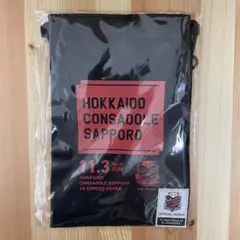 HOKKAIDO
CONSADOLE
SAPPORO
11.3
HOKKAIDO
CONSADOLE SAPPORO
VS CEREZO OSAKA